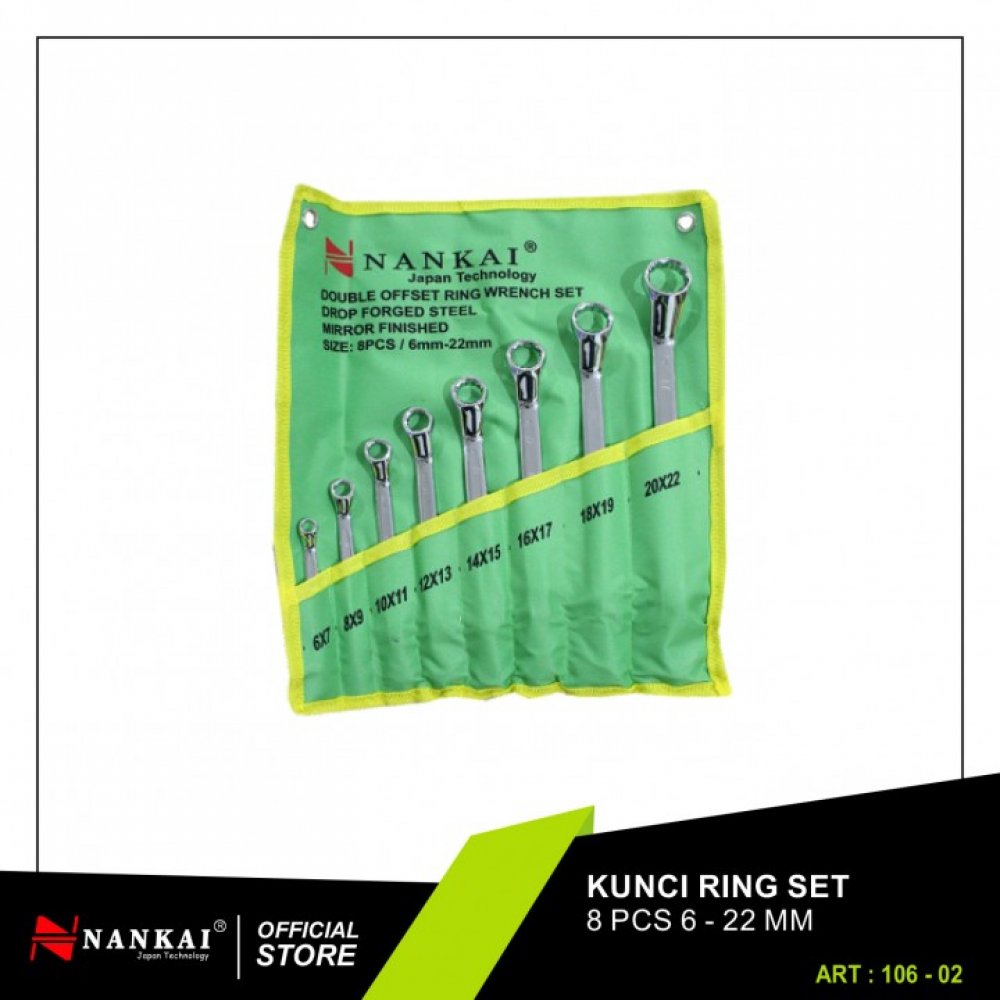 NANKAI®
Japan Technology
DOUBLE OFFSET RING WRENCH SET
DROP FORGED STEEL
MIRROR FINISHED
SIZE: 8PCS / 6mm-22mm
6X7
8X9
10X11
12X13
14X15
16X17
18X19
20X22
NANKAI®
Japan Technology
OFFICIAL
STORE
KUNCI RING SET
8 PCS 6 - 22 MM
ART : 106 - 02